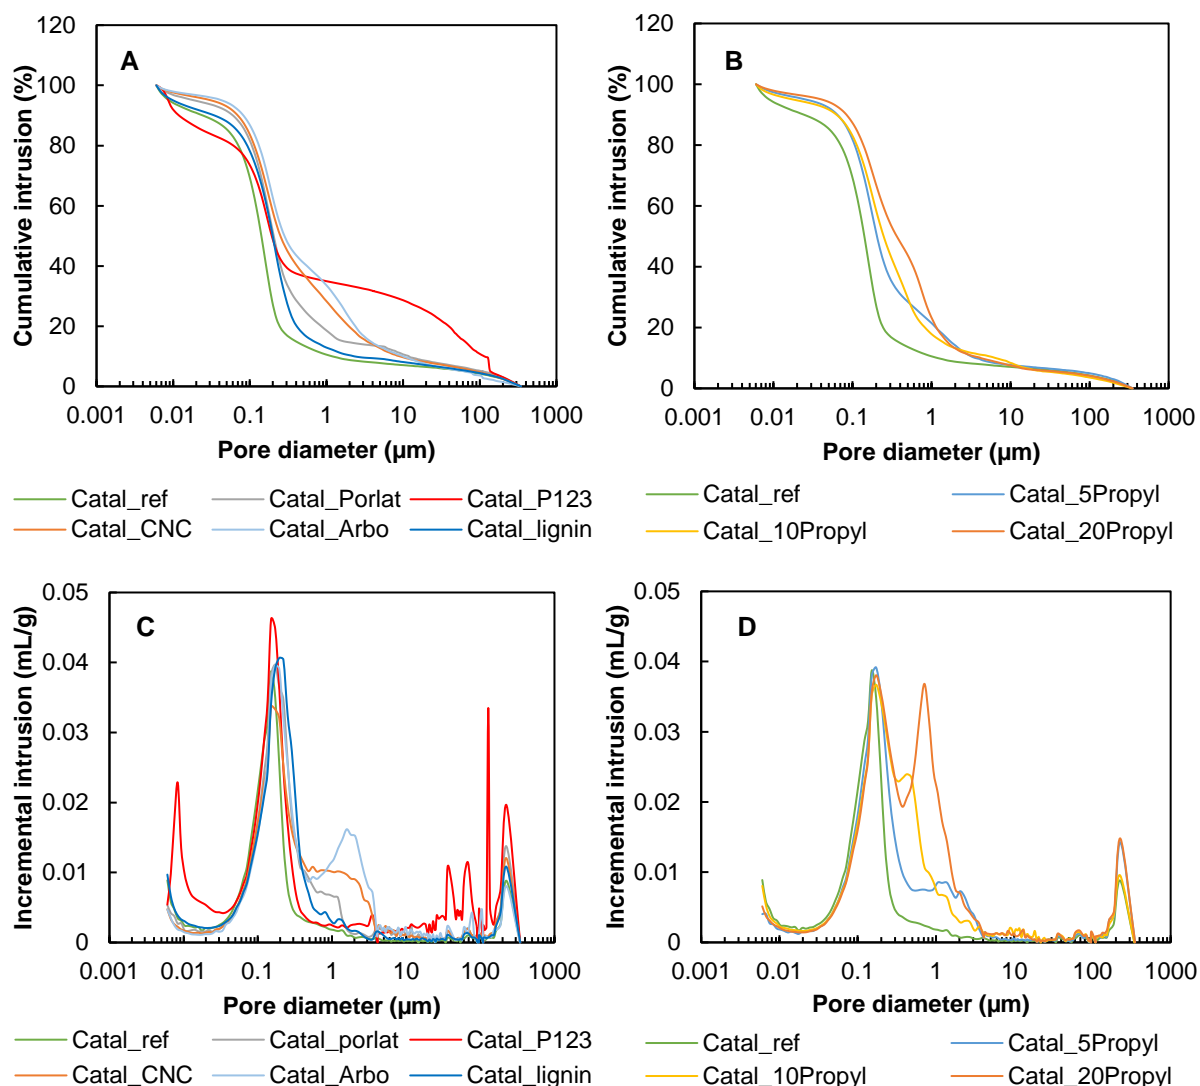 A
Cumulative intrusion (%)
120
100
80
60
40
20
0
0.001 0.01 0.1 1 10 100 1000
Pore diameter (µm)
Catal_ref Catal_Porlat Catal_P123
Catal_CNC Catal_Arbo Catal_lignin
B
Cumulative intrusion (%)
120
100
80
60
40
20
0
0.001 0.01 0.1 1 10 100 1000
Pore diameter (µm)
Catal_ref Catal_5Propyl
Catal_10Propyl Catal_20Propyl
C
Incremental intrusion (mL/g)
0.05
0.04
0.03
0.02
0.01
0
0.001 0.01 0.1 1 10 100 1000
Pore diameter (µm)
Catal_ref Catal_porlat Catal_P123
Catal_CNC Catal_Arbo Catal_lignin
D
Incremental intrusion (mL/g)
0.05
0.04
0.03
0.02
0.01
0
0.001 0.01 0.1 1 10 100 1000
Pore diameter (µm)
Catal_ref Catal_5Propyl
Catal_10Propyl Catal_20Propyl